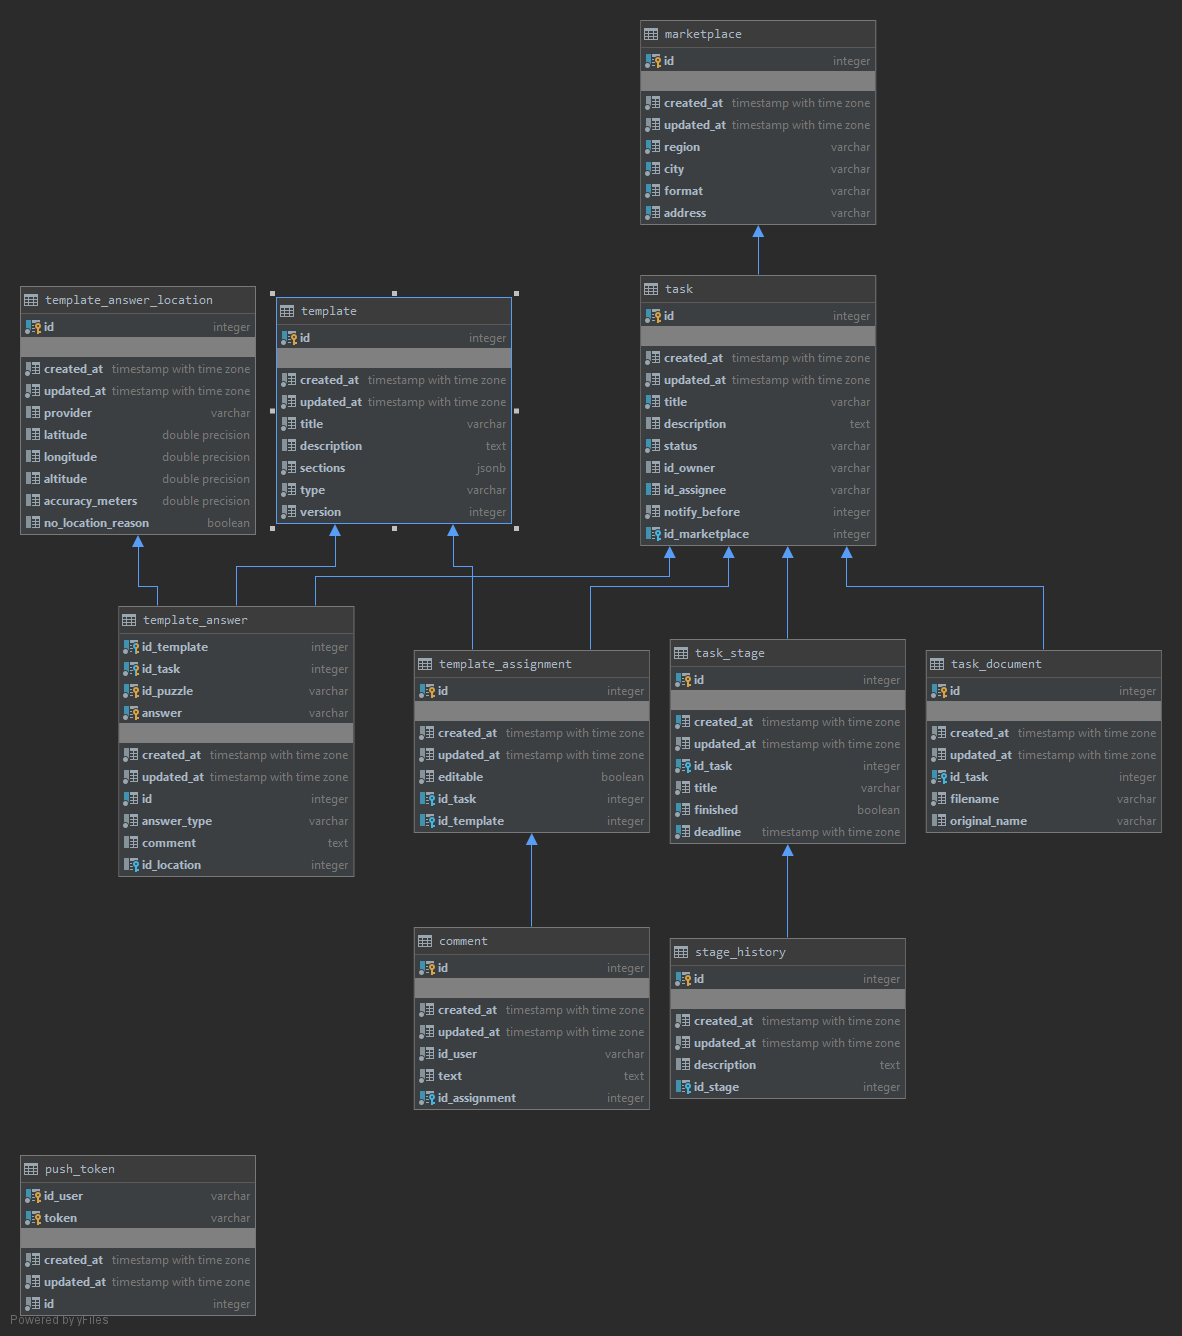 marketplace
id integer
created_at timestamp with time zone
updated_at timestamp with time zone
region varchar
city varchar
format varchar
address varchar
template_answer_location
id integer
created_at timestamp with time zone
updated_at timestamp with time zone
provider varchar
latitude double precision
longitude double precision
altitude double precision
accuracy_meters double precision
no_location_reason boolean
template
id integer
created_at timestamp with time zone
updated_at timestamp with time zone
title varchar
description text
sections jsonb
type varchar
version integer
task
id integer
created_at timestamp with time zone
updated_at timestamp with time zone
title varchar
description text
status varchar
id_owner varchar
id_assignee varchar
notify_before integer
id_marketplace integer
template_answer
id_template integer
id_task integer
id_puzzle varchar
answer varchar
created_at timestamp with time zone
updated_at timestamp with time zone
id integer
answer_type varchar
comment text
id_location integer
template_assignment
id integer
created_at timestamp with time zone
updated_at timestamp with time zone
editable boolean
id_task integer
id_template integer
task_stage
id integer
created_at timestamp with time zone
updated_at timestamp with time zone
id_task integer
title varchar
finished boolean
deadline timestamp with time zone
task_document
id integer
created_at timestamp with time zone
updated_at timestamp with time zone
id_task integer
filename varchar
original_name varchar
comment
id integer
created_at timestamp with time zone
updated_at timestamp with time zone
id_user varchar
text text
id_assignment integer
stage_history
id integer
created_at timestamp with time zone
updated_at timestamp with time zone
description text
id_stage integer
push_token
id_user varchar
token varchar
created_at timestamp with time zone
updated_at timestamp with time zone
id integer
Powered by yFiles